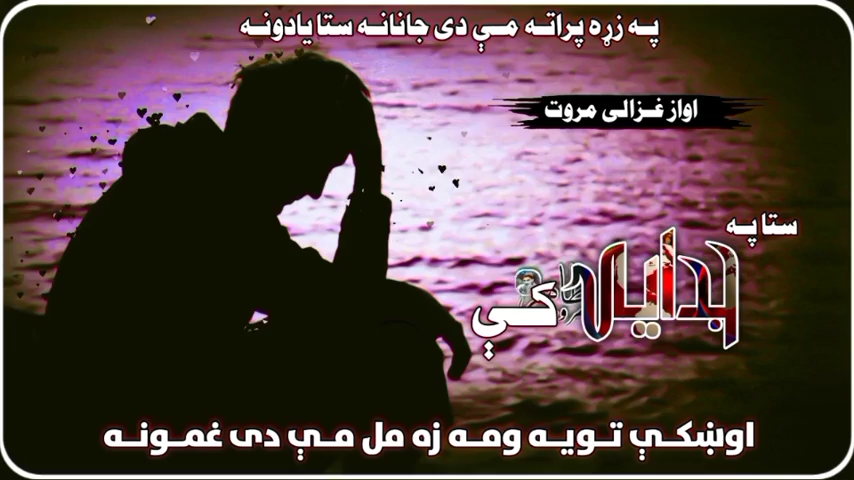 په زړه پراته مې دی جانانه ستا یادونه
اواز غزالی مروت
ستا په
جدایی کې
اوښکې تویه ومه زه مل مې دی غمونه